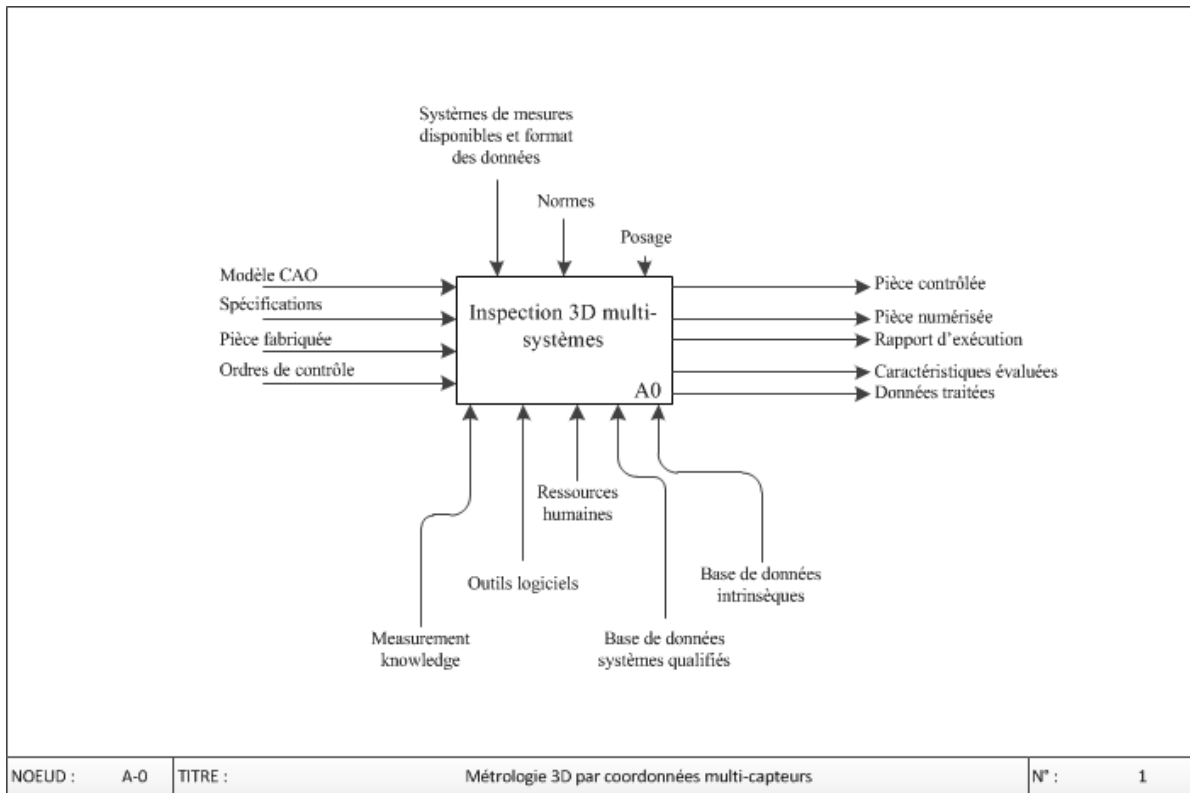 Systèmes de mesures
disponibles et format
des données
Normes
Posage
Modèle CAO
Spécifications
Pièce fabriquée
Ordres de contrôle
Inspection 3D multi-
systèmes
A0
Pièce contrôlée
Pièce numérisée
Rapport d’exécution
Caractéristiques évaluées
Données traitées
Ressources
humaines
Outils logiciels
Base de données
intrinsèques
Measurement
knowledge
Base de données
systèmes qualifiés
NOEUD : A-0 TITRE : Métrologie 3D par coordonnées multi-capteurs N° : 1